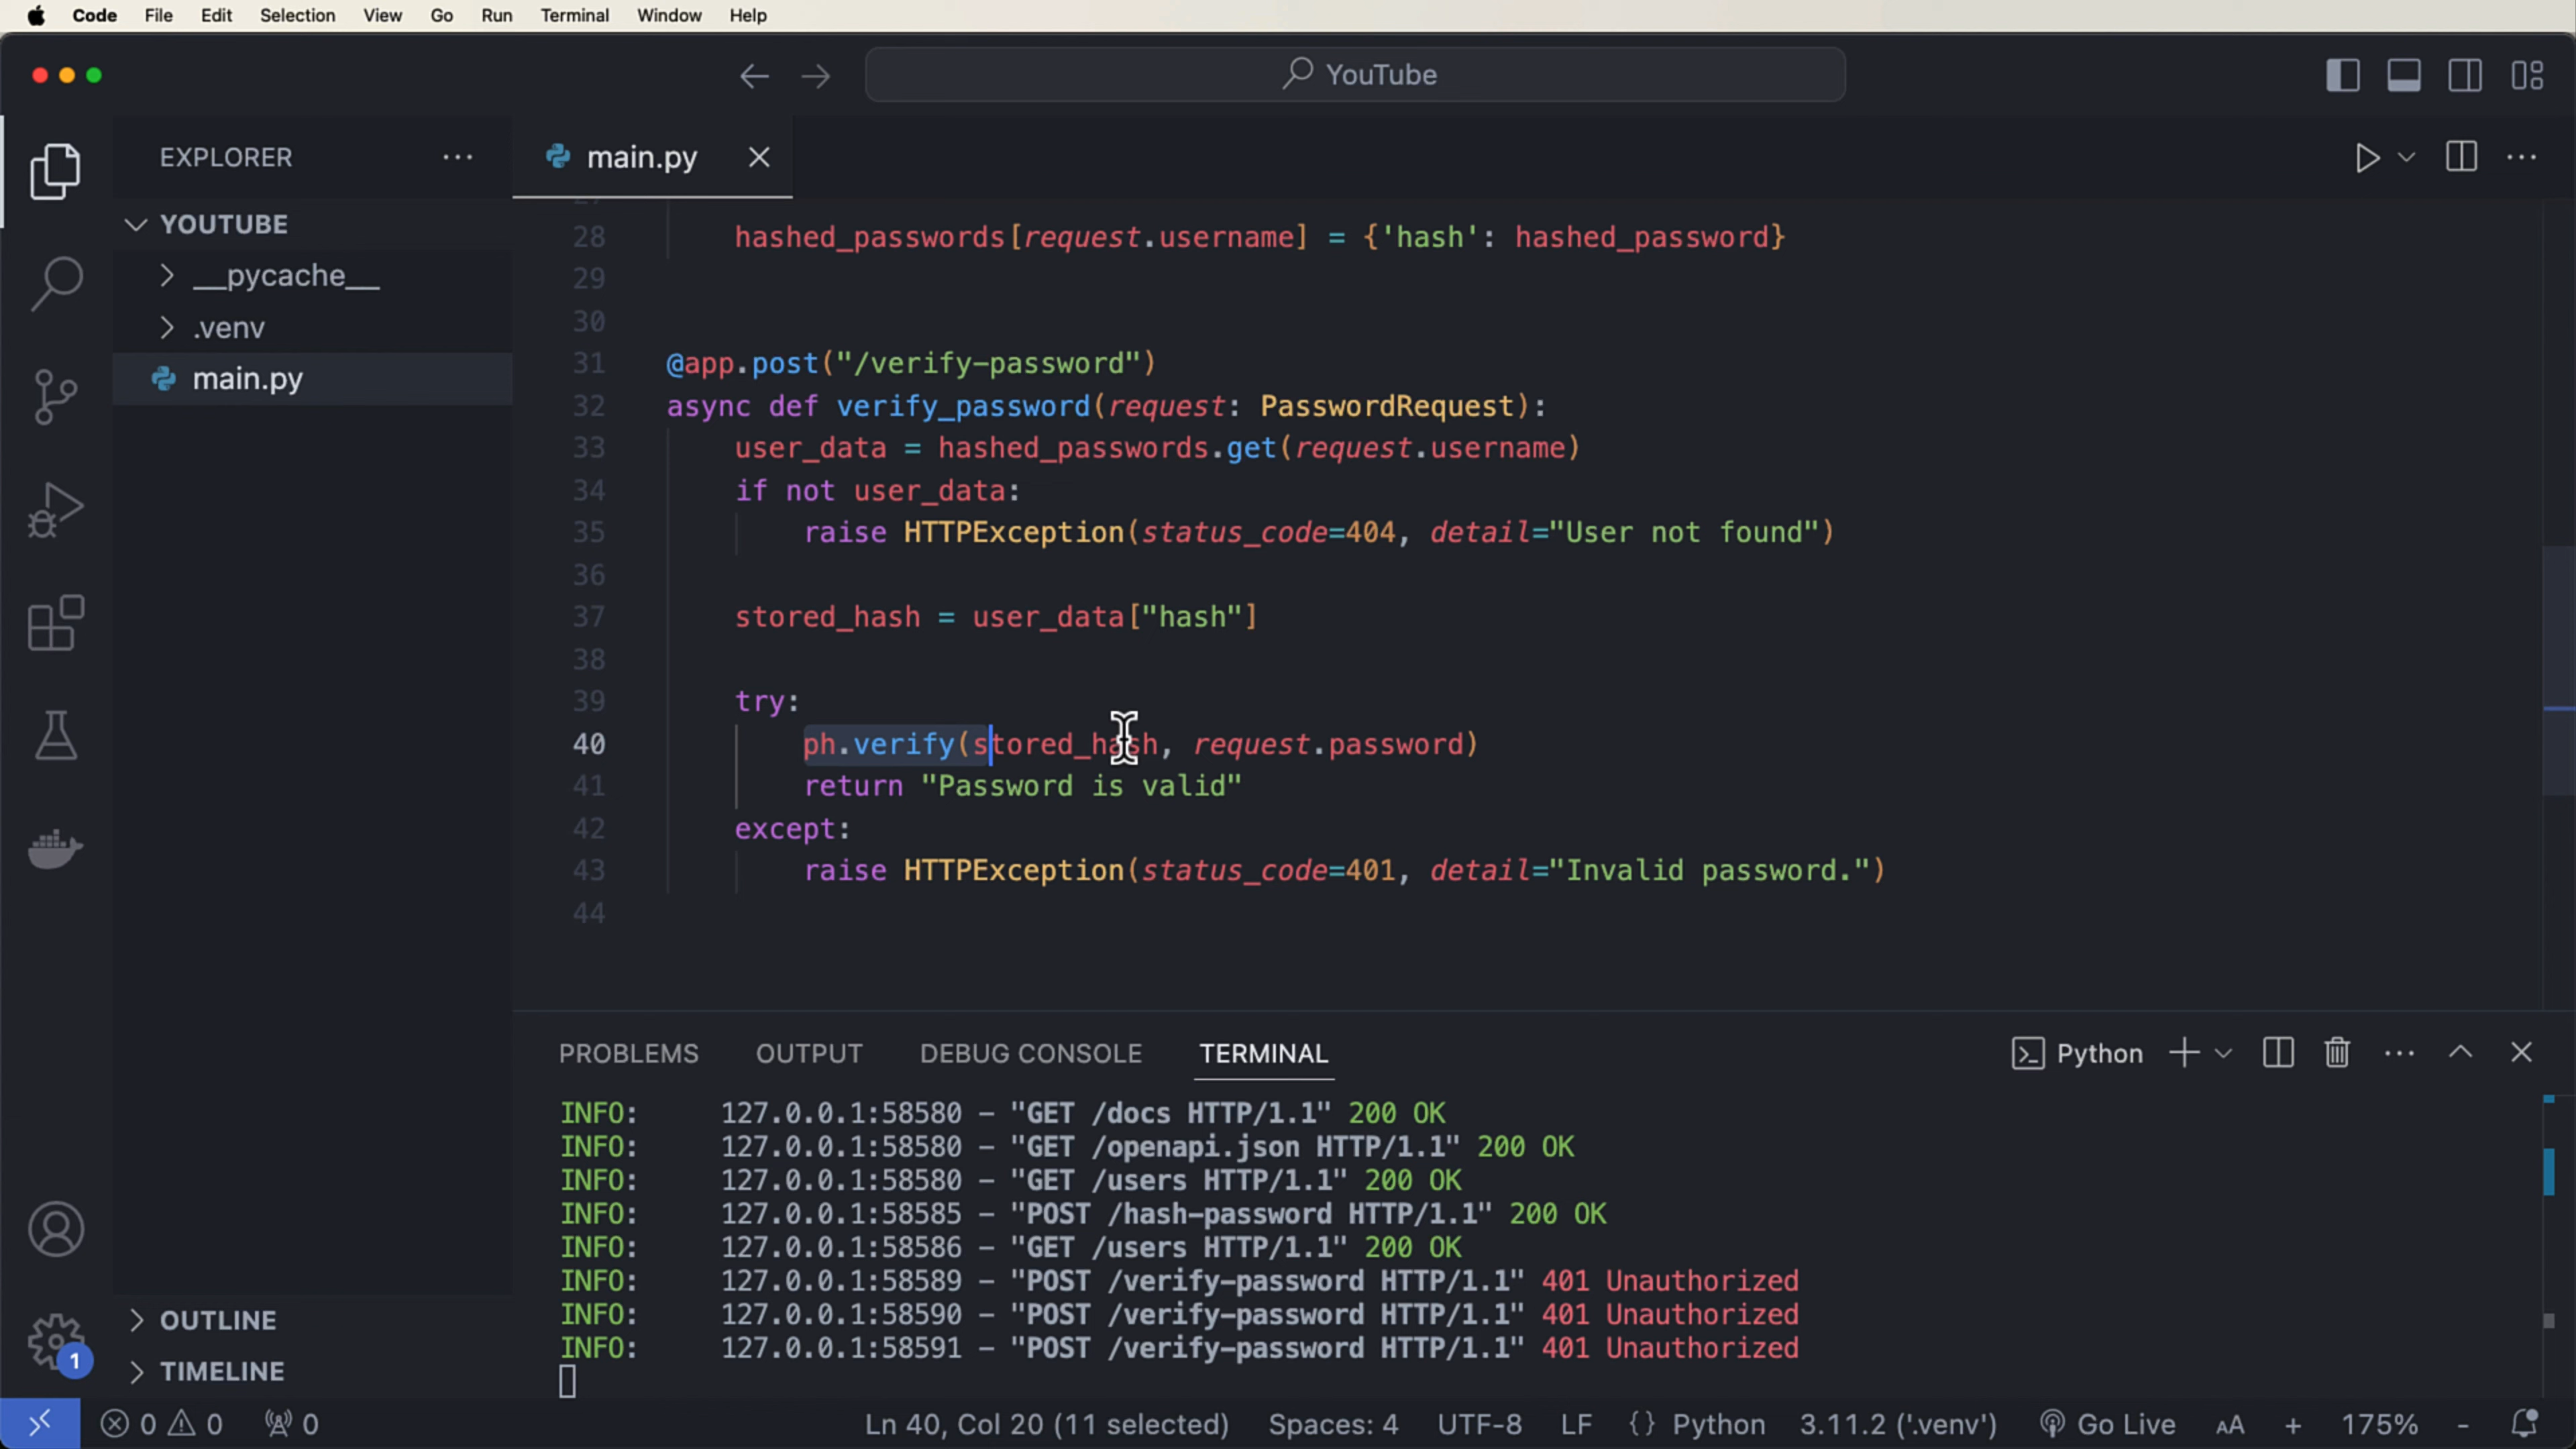 Code File Edit Selection View Go Run Terminal Window Help
YouTube
EXPLORER
main.py
YOUTUBE
__pycache__
.venv
main.py
28 hashed_passwords[request.username] = {'hash': hashed_password}
29
30
31 @app.post("/verify-password")
32 async def verify_password(request: PasswordRequest):
33 user_data = hashed_passwords.get(request.username)
34 if not user_data:
35 raise HTTPException(status_code=404, detail="User not found")
36
37 stored_hash = user_data["hash"]
38
39 try:
40 ph.verify(stored_hash, request.password)
41 return "Password is valid"
42 except:
43 raise HTTPException(status_code=401, detail="Invalid password.")
44
PROBLEMS OUTPUT DEBUG CONSOLE TERMINAL
Python
INFO: 127.0.0.1:58580 - "GET /docs HTTP/1.1" 200 OK
INFO: 127.0.0.1:58580 - "GET /openapi.json HTTP/1.1" 200 OK
INFO: 127.0.0.1:58580 - "GET /users HTTP/1.1" 200 OK
INFO: 127.0.0.1:58585 - "POST /hash-password HTTP/1.1" 200 OK
INFO: 127.0.0.1:58586 - "GET /users HTTP/1.1" 200 OK
INFO: 127.0.0.1:58589 - "POST /verify-password HTTP/1.1" 401 Unauthorized
INFO: 127.0.0.1:58590 - "POST /verify-password HTTP/1.1" 401 Unauthorized
INFO: 127.0.0.1:58591 - "POST /verify-password HTTP/1.1" 401 Unauthorized
OUTLINE
TIMELINE
1
0 0 0 Ln 40, Col 20 (11 selected) Spaces: 4 UTF-8 LF {} Python 3.11.2 ('.venv') Go Live AA + 175% -